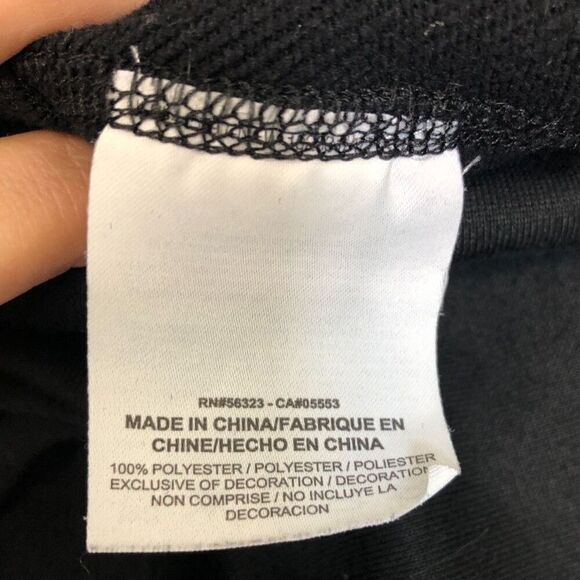 RN#56323 - CA#05553
MADE IN CHINA/FABRIQUE EN
CHINE/HECHO EN CHINA
100% POLYESTER / POLYESTER / POLIESTER
EXCLUSIVE OF DECORATION / DECORATION
NON COMPRISE / NO INCLUYE LA
DECORACION